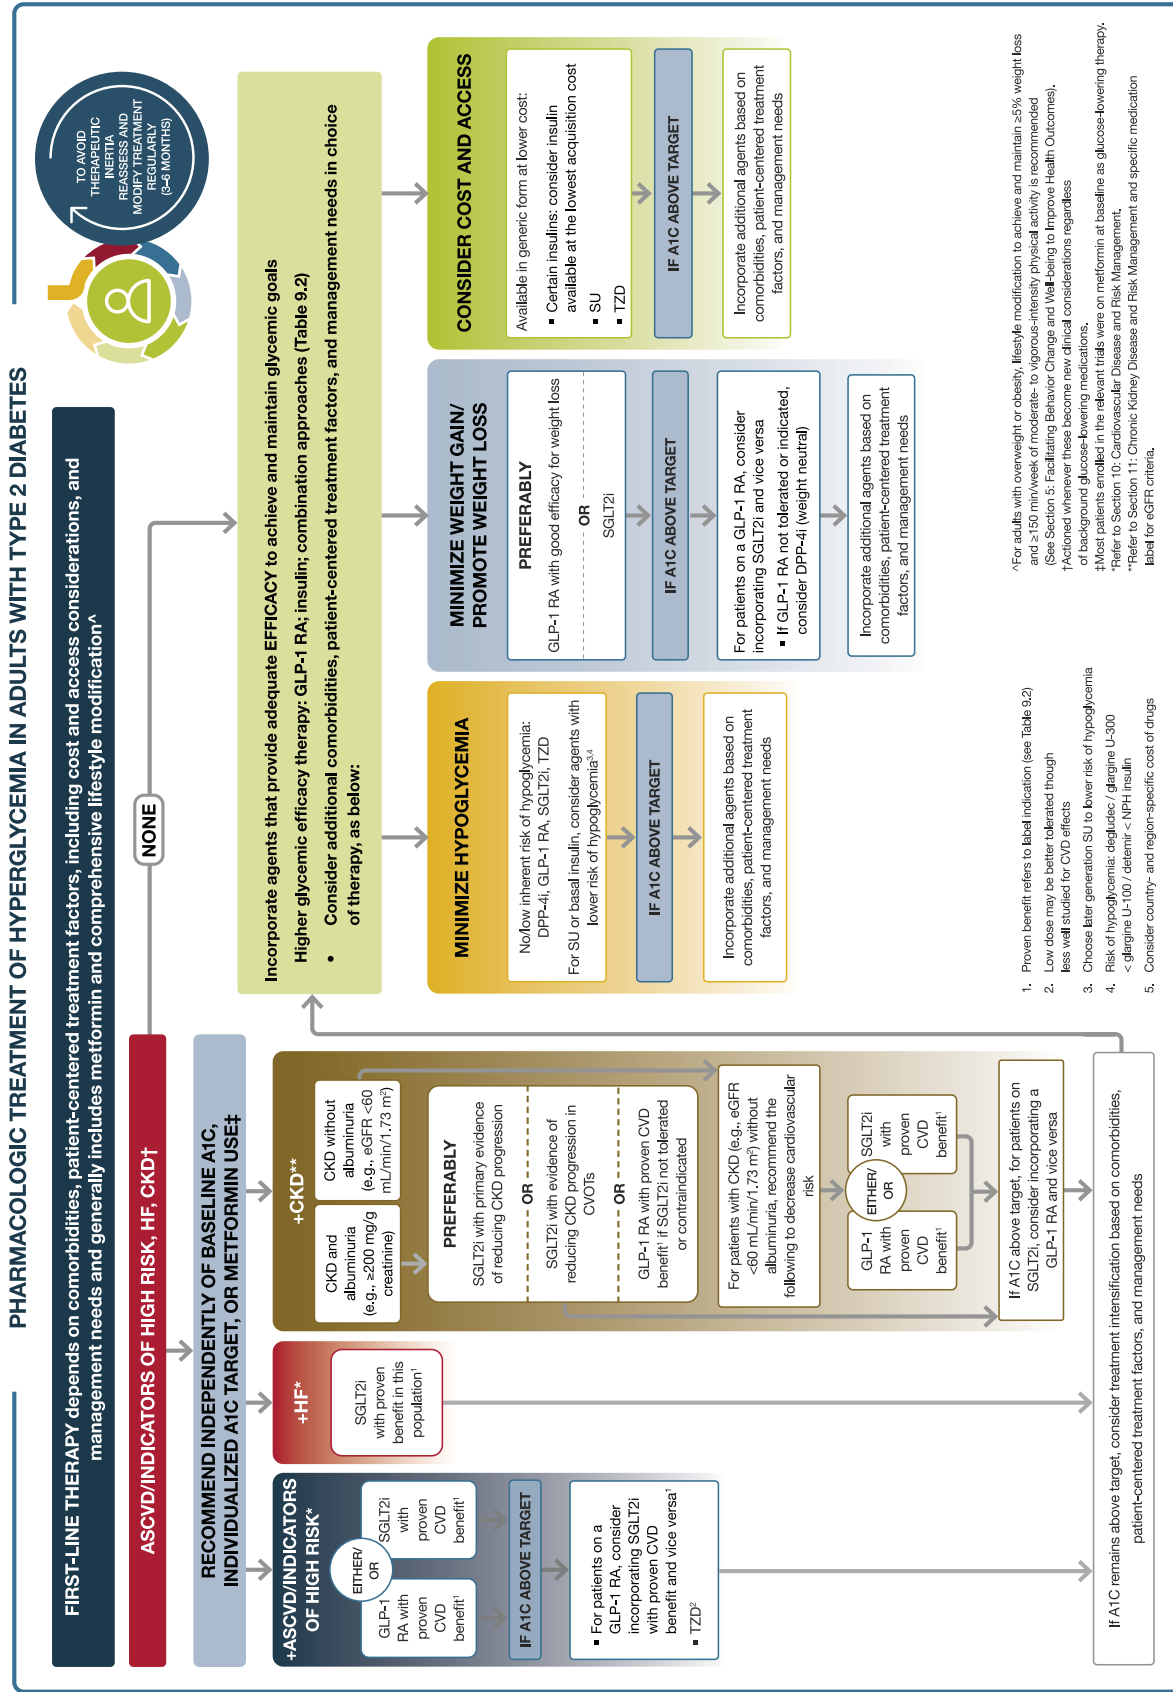 PHARMACOLOGIC TREATMENT OF HYPERGLYCEMIA IN ADULTS WITH TYPE 2 DIABETES
TO AVOID
THERAPEUTIC
INERTIA
REASSESS AND
MODIFY TREATMENT
REGULARLY
(3–6 MONTHS)
FIRST-LINE THERAPY depends on comorbidities, patient-centered treatment factors, including cost and access considerations, and
management needs and generally includes metformin and comprehensive lifestyle modification^
ASCVD/INDICATORS OF HIGH RISK, HF, CKD†
NONE
RECOMMEND INDEPENDENTLY OF BASELINE A1C,
INDIVIDUALIZED A1C TARGET, OR METFORMIN USE‡
+ASCVD/INDICATORS
OF HIGH RISK*
EITHER/
OR
GLP-1
RA with
proven
CVD
benefit¹
SGLT2i
with
proven
CVD
benefit¹
IF A1C ABOVE TARGET
▪ For patients on a
GLP-1 RA, consider
incorporating SGLT2i
with proven CVD
benefit and vice versa¹
▪ TZD²
+HF*
SGLT2i
with proven
benefit in this
population¹
+CKD**
CKD and
albuminuria
(e.g., ≥200 mg/g
creatinine)
CKD without
albuminuria
(e.g., eGFR <60
mL/min/1.73 m²)
PREFERABLY
SGLT2i with primary evidence
of reducing CKD progression
OR
SGLT2i with evidence of
reducing CKD progression in
CVOTs
OR
GLP-1 RA with proven CVD
benefit¹ if SGLT2i not tolerated
or contraindicated
For patients with CKD (e.g., eGFR
<60 mL/min/1.73 m²) without
albuminuria, recommend the
following to decrease cardiovascular
risk
EITHER/
OR
GLP-1
RA with
proven
CVD
benefit¹
SGLT2i
with
proven
CVD
benefit¹
If A1C above target, for patients on
SGLT2i, consider incorporating a
GLP-1 RA and vice versa
If A1C remains above target, consider treatment intensification based on comorbidities,
patient-centered treatment factors, and management needs
Incorporate agents that provide adequate EFFICACY to achieve and maintain glycemic goals
Higher glycemic efficacy therapy: GLP-1 RA; insulin; combination approaches (Table 9.2)
• Consider additional comorbidities, patient-centered treatment factors, and management needs in choice
of therapy, as below:
MINIMIZE HYPOGLYCEMIA
No/low inherent risk of hypoglycemia:
DPP-4i, GLP-1 RA, SGLT2i, TZD
For SU or basal insulin, consider agents with
lower risk of hypoglycemia³,⁴
IF A1C ABOVE TARGET
Incorporate additional agents based on
comorbidities, patient-centered treatment
factors, and management needs
MINIMIZE WEIGHT GAIN/
PROMOTE WEIGHT LOSS
PREFERABLY
GLP-1 RA with good efficacy for weight loss
OR
SGLT2i
IF A1C ABOVE TARGET
For patients on a GLP-1 RA, consider
incorporating SGLT2i and vice versa
▪ If GLP-1 RA not tolerated or indicated,
consider DPP-4i (weight neutral)
Incorporate additional agents based on
comorbidities, patient-centered treatment
factors, and management needs
CONSIDER COST AND ACCESS
Available in generic form at lower cost:
▪ Certain insulins: consider insulin
available at the lowest acquisition cost
▪ SU
▪ TZD
IF A1C ABOVE TARGET
Incorporate additional agents based on
comorbidities, patient-centered treatment
factors, and management needs
1. Proven benefit refers to label indication (see Table 9.2)
2. Low dose may be better tolerated though
less well studied for CVD effects
3. Choose later generation SU to lower risk of hypoglycemia
4. Risk of hypoglycemia: degludec / glargine U-300
< glargine U-100 / detemir < NPH insulin
5. Consider country- and region-specific cost of drugs
^For adults with overweight or obesity, lifestyle modification to achieve and maintain ≥5% weight loss
and ≥150 min/week of moderate- to vigorous-intensity physical activity is recommended
(See Section 5: Facilitating Behavior Change and Well-being to Improve Health Outcomes).
†Actioned whenever these become new clinical considerations regardless
of background glucose-lowering medications.
‡Most patients enrolled in the relevant trials were on metformin at baseline as glucose-lowering therapy.
*Refer to Section 10: Cardiovascular Disease and Risk Management.
**Refer to Section 11: Chronic Kidney Disease and Risk Management and specific medication
label for eGFR criteria.